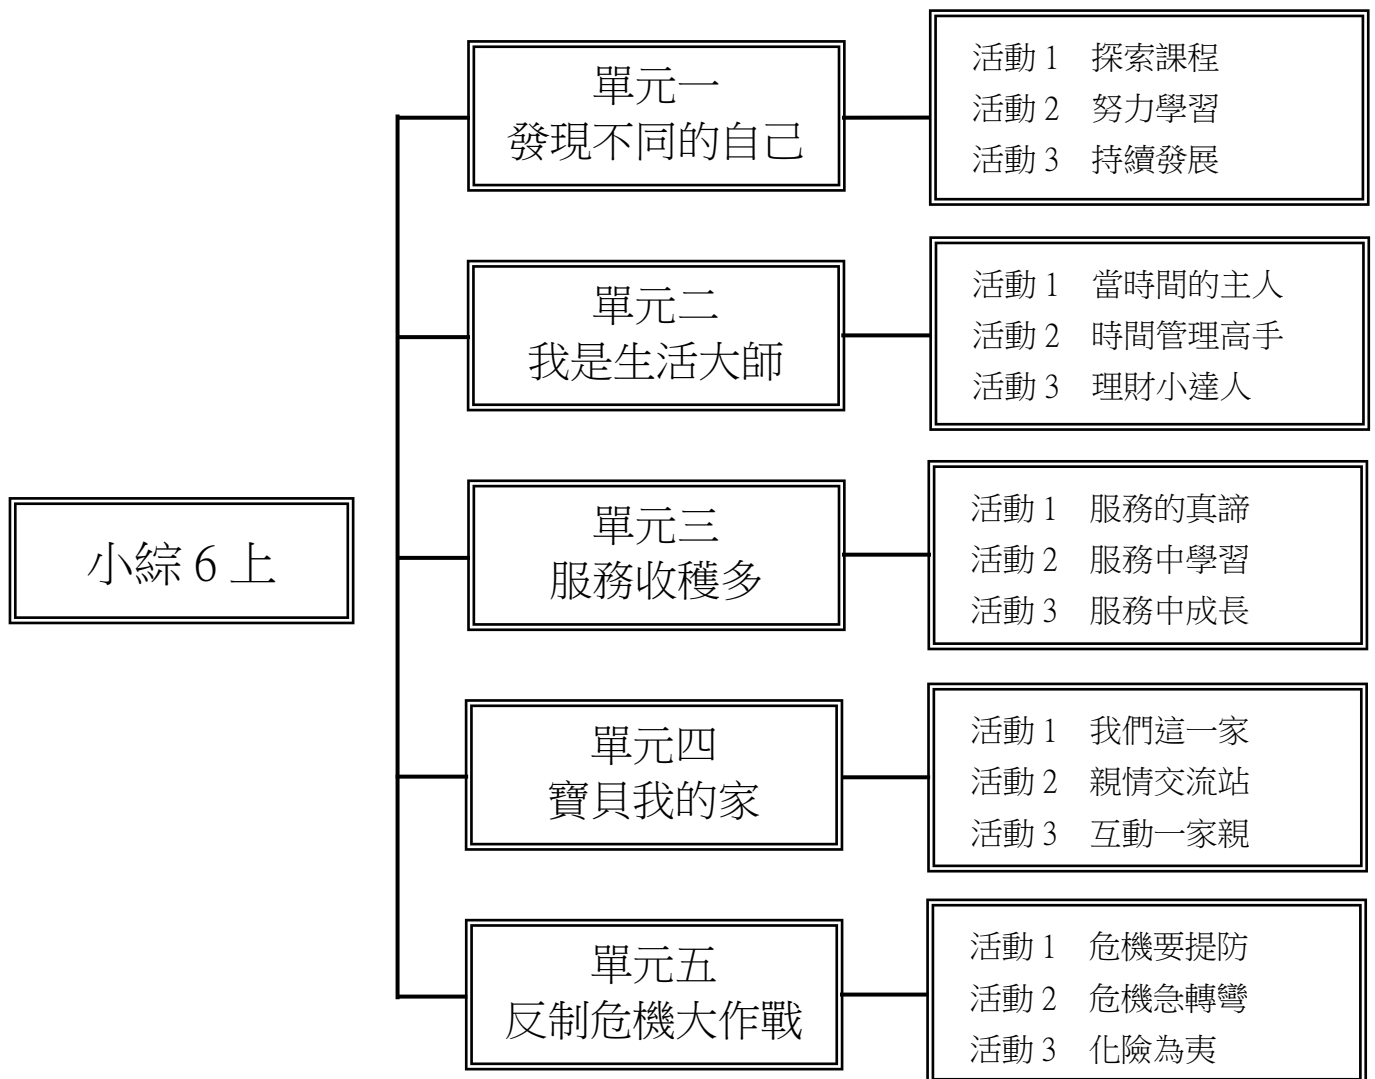 小綜 6 上
單元一
發現不同的自己
活動 1　探索課程
活動 2　努力學習
活動 3　持續發展
單元二
我是生活大師
活動 1　當時間的主人
活動 2　時間管理高手
活動 3　理財小達人
單元三
服務收穫多
活動 1　服務的真諦
活動 2　服務中學習
活動 3　服務中成長
單元四
寶貝我的家
活動 1　我們這一家
活動 2　親情交流站
活動 3　互動一家親
單元五
反制危機大作戰
活動 1　危機要提防
活動 2　危機急轉彎
活動 3　化險為夷